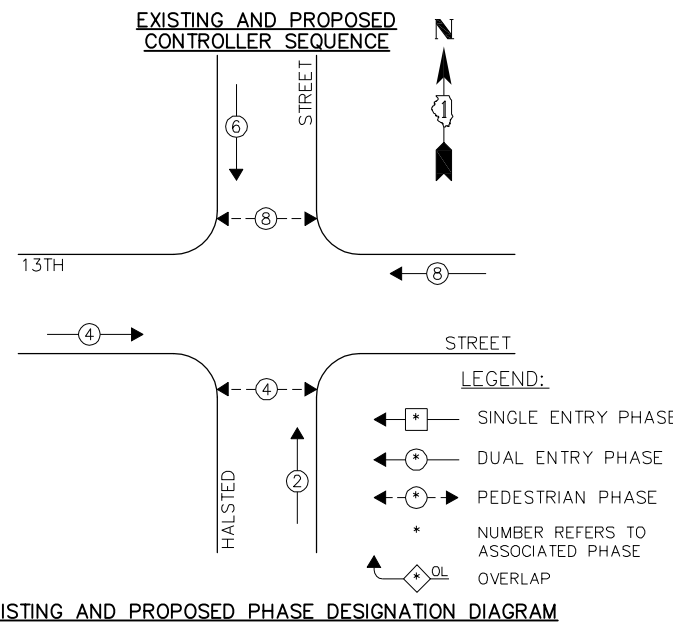 EXISTING AND PROPOSED
CONTROLLER SEQUENCE
N
STREET
6
1
8
13TH
8
4
STREET
LEGEND:
4
* SINGLE ENTRY PHASE
* DUAL ENTRY PHASE
2
HALSTED
* PEDESTRIAN PHASE
* NUMBER REFERS TO
ASSOCIATED PHASE
* OL OVERLAP
ISTING AND PROPOSED PHASE DESIGNATION DIAGRAM